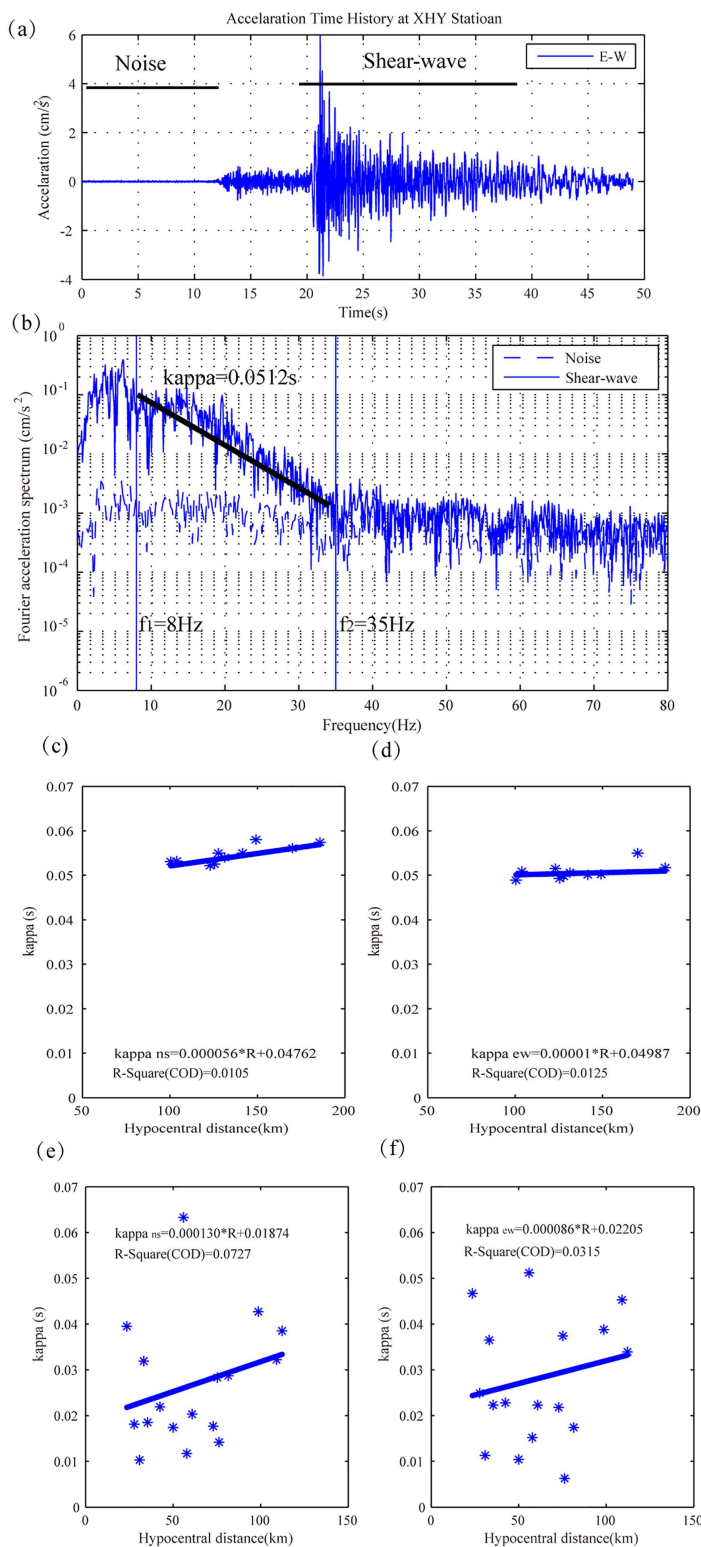 (a)
Accelaration Time History at XHY Statioan
6
4
2
0
-2
-4
Accelaration (cm/s²)
Noise
Shear-wave
E-W
0 5 10 15 20 25 30 35 40 45 50
Time(s)
(b)
10⁰
10⁻¹
10⁻²
10⁻³
10⁻⁴
10⁻⁵
10⁻⁶
Fourier acceleration spectrum (cm/s ²)
kappa=0.0512s
Noise
Shear-wave
f1=8Hz
f2=35Hz
0 10 20 30 40 50 60 70 80
Frequency(Hz)
(c)
0.07
0.06
0.05
0.04
0.03
0.02
0.01
0
kappa (s)
kappa ns=0.000056*R+0.04762
R-Square(COD)=0.0105
50 100 150 200
Hypocentral distance(km)
(d)
0.07
0.06
0.05
0.04
0.03
0.02
0.01
0
kappa (s)
kappa ew=0.00001*R+0.04987
R-Square(COD)=0.0125
50 100 150 200
Hypocentral distance(km)
(e)
0.07
0.06
0.05
0.04
0.03
0.02
0.01
0
kappa (s)
kappa ns=0.000130*R+0.01874
R-Square(COD)=0.0727
0 50 100 150
Hypocentral distance(km)
(f)
0.07
0.06
0.05
0.04
0.03
0.02
0.01
0
kappa (s)
kappa ew=0.000086*R+0.02205
R-Square(COD)=0.0315
0 50 100 150
Hypocentral distance(km)